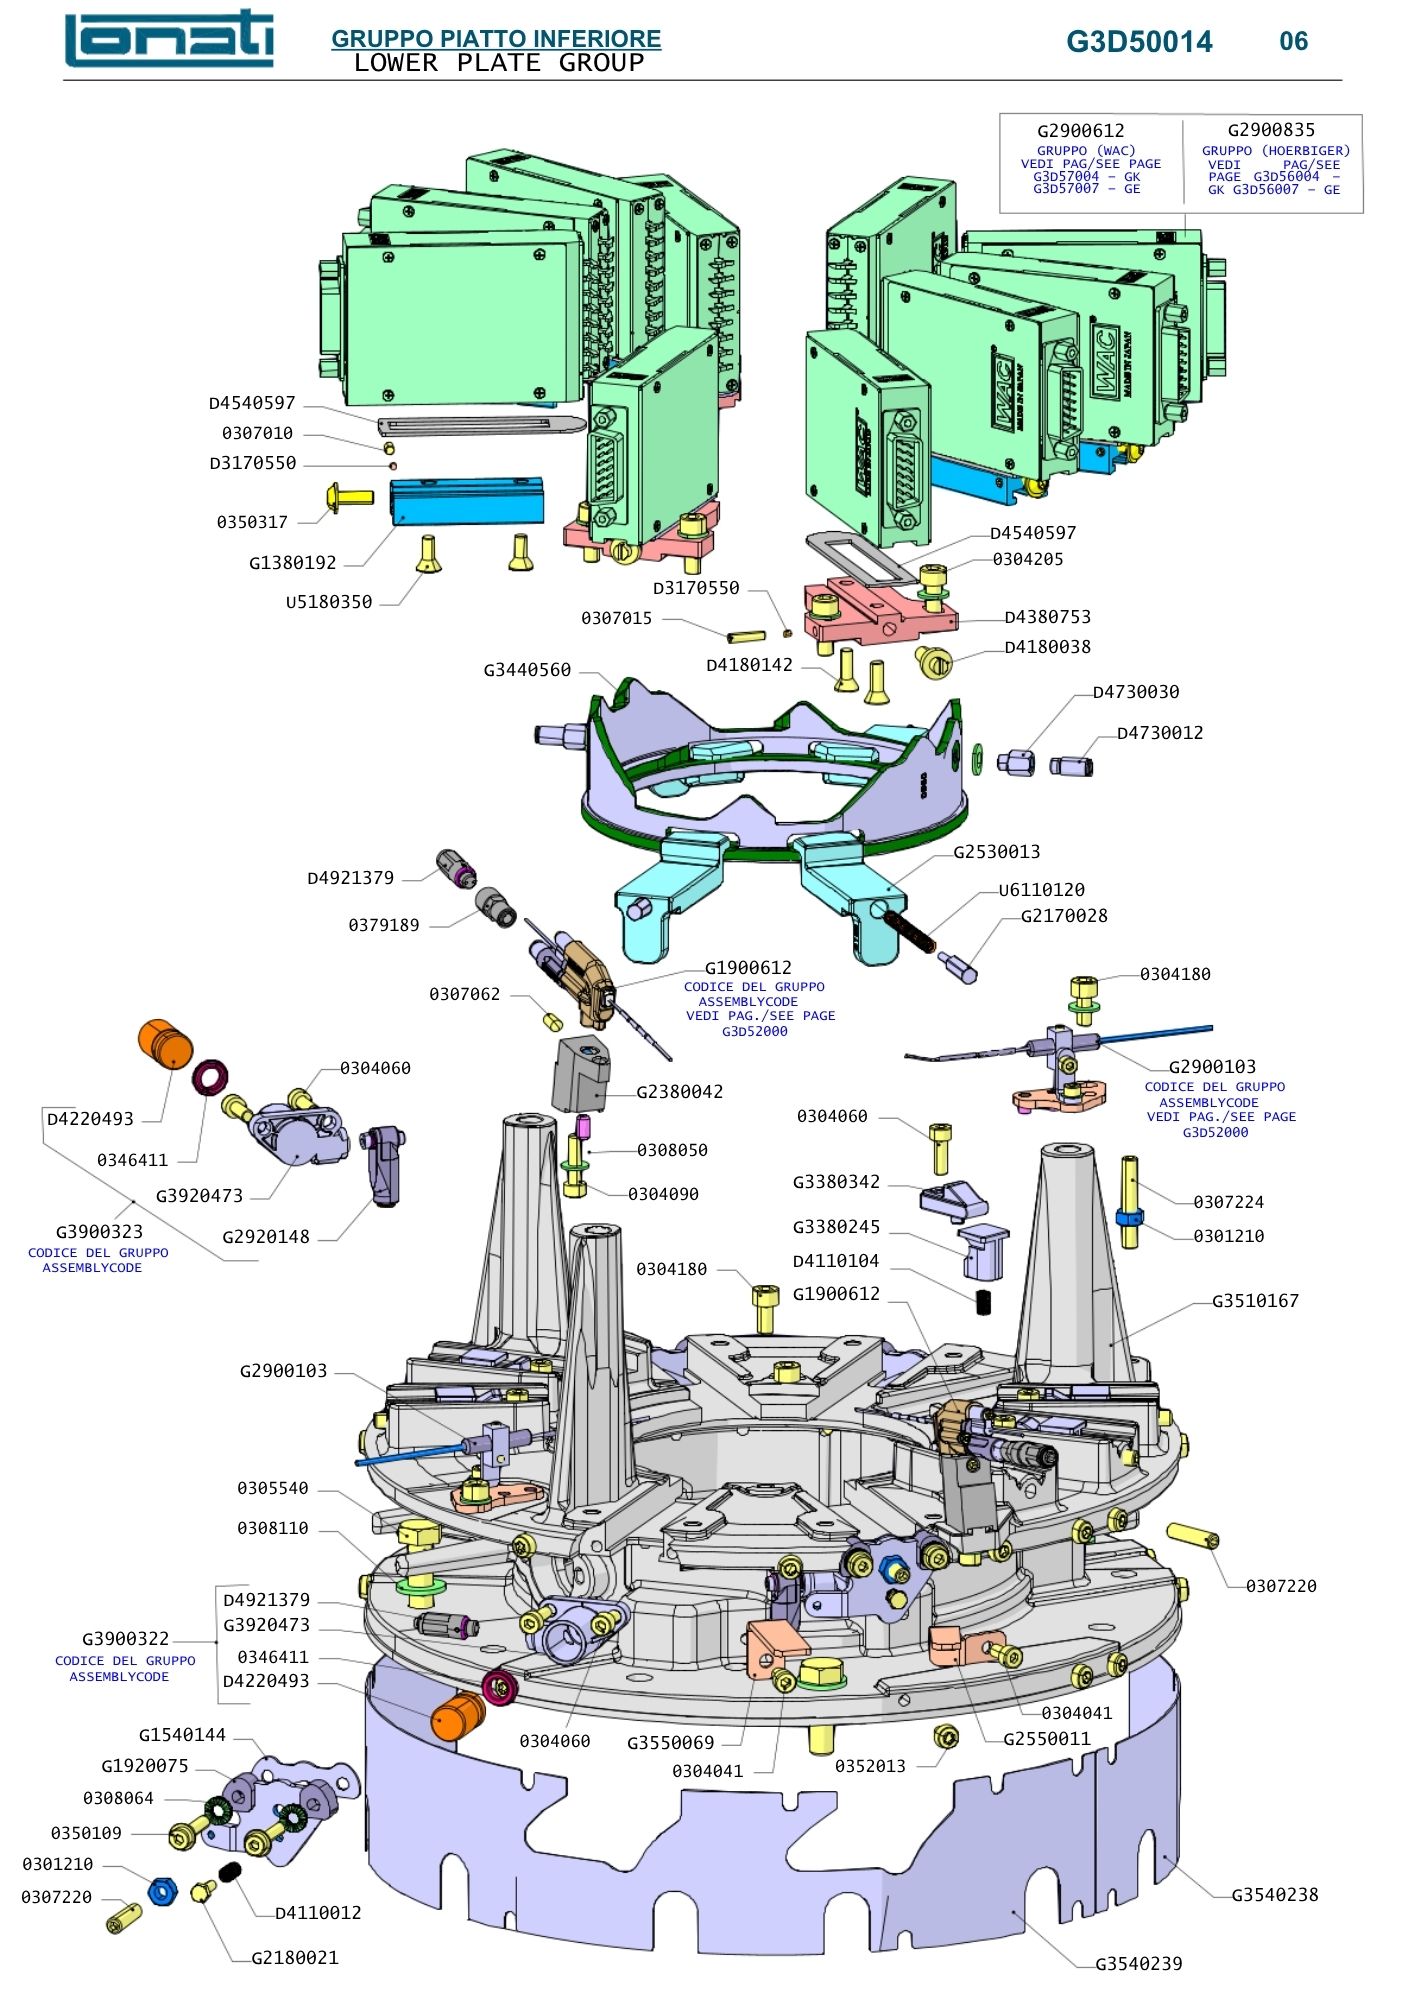 Lonati
GRUPPO PIATTO INFERIORE
LOWER PLATE GROUP
G3D50014
06
G2900612
GRUPPO (WAC)
VEDI PAG/SEE PAGE
G3D57004 - GK
G3D57007 - GE
G2900835
GRUPPO (HOERBIGER)
VEDI PAG/SEE
PAGE G3D56004 -
GK G3D56007 - GE
WAC
MADE IN JAPAN
WAC
MADE IN JAPAN
WAC
WAC
D4540597
0307010
D3170550
0350317
G1380192
U5180350
D4540597
0304205
D3170550
0307015
D4380753
D4180038
D4180142
G3440560
D4730030
D4730012
G2530013
U6110120
G2170028
D4921379
0379189
G1900612
CODICE DEL GRUPPO
ASSEMBLYCODE
VEDI PAG./SEE PAGE
G3D52000
0307062
0304180
G2900103
CODICE DEL GRUPPO
ASSEMBLYCODE
VEDI PAG./SEE PAGE
G3D52000
0304060
G2380042
D4220493
0346411
G3920473
G3900323
CODICE DEL GRUPPO
ASSEMBLYCODE
G2920148
0308050
0304090
0304060
G3380342
G3380245
D4110104
G1900612
0307224
0301210
0304180
G3510167
G2900103
0305540
0308110
0307220
D4921379
G3920473
G3900322
CODICE DEL GRUPPO
ASSEMBLYCODE
0346411
D4220493
0304060
G3550069
0304041
0352013
0304041
G2550011
G1540144
G1920075
0308064
0350109
0301210
0307220
D4110012
G2180021
G3540238
G3540239